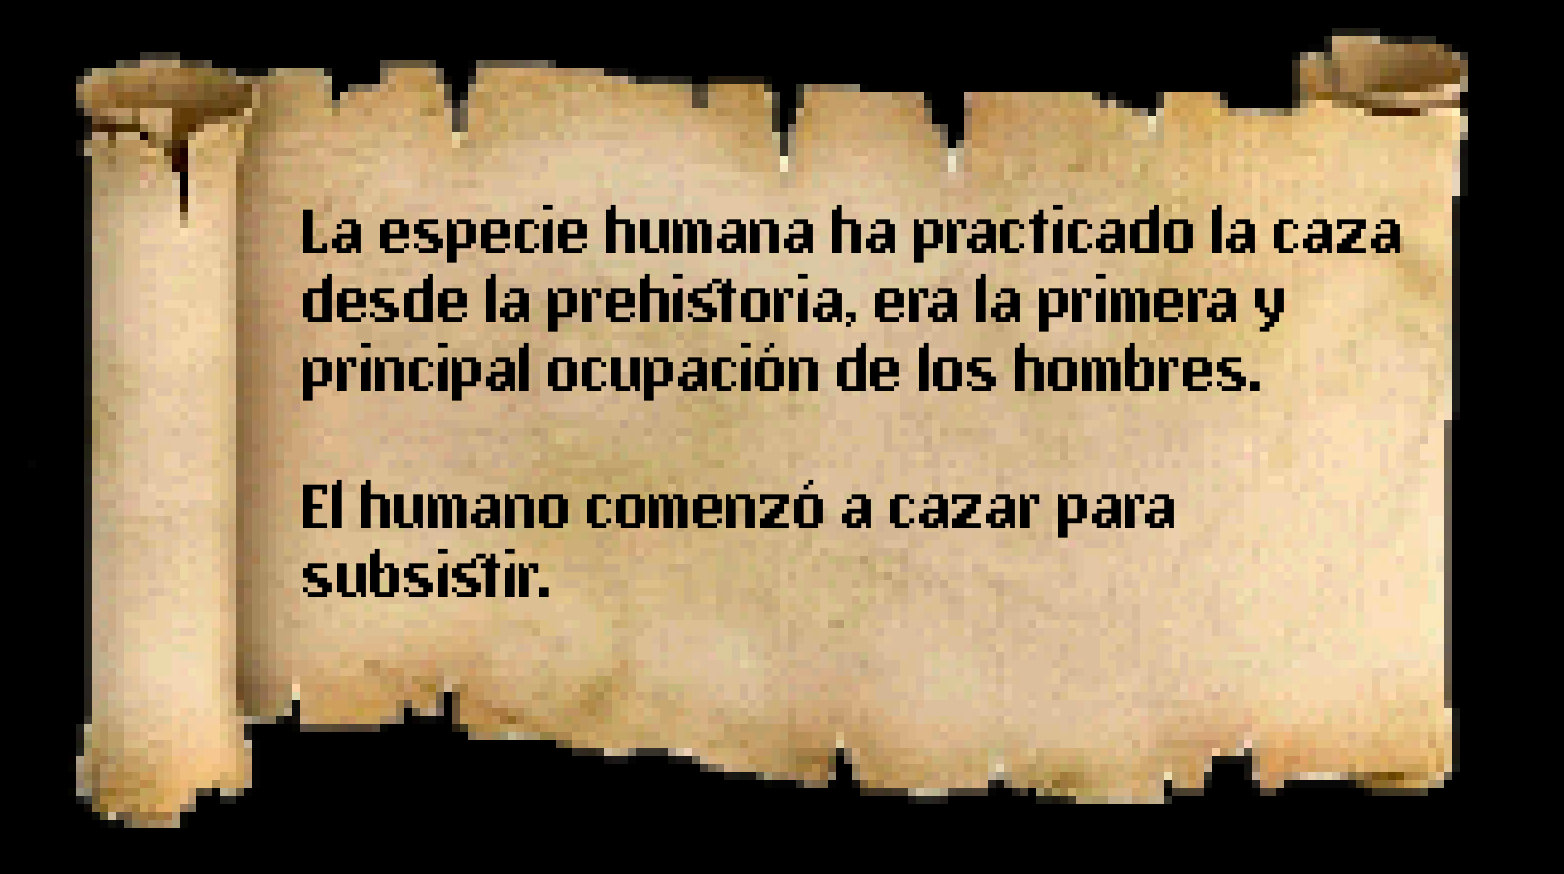 La especie humana ha practicado la caza
desde la prehistoria, era la primera y
principal ocupación de los hombres.
El humano comenzó a cazar para
subsistir.